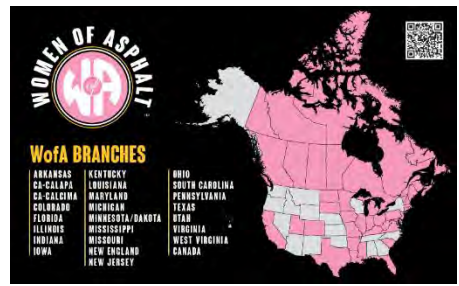 WOMEN OF ASPHALT
WofA
WofA BRANCHES
ARKANSAS
CA-CALAPA
CA-CALCIMA
COLORADO
FLORIDA
ILLINOIS
INDIANA
IOWA
KENTUCKY
LOUISIANA
MARYLAND
MICHIGAN
MINNESOTA/DAKOTA
MISSISSIPPI
MISSOURI
NEW ENGLAND
NEW JERSEY
OHIO
SOUTH CAROLINA
PENNSYLVANIA
TEXAS
UTAH
VIRGINIA
WEST VIRGINIA
CANADA